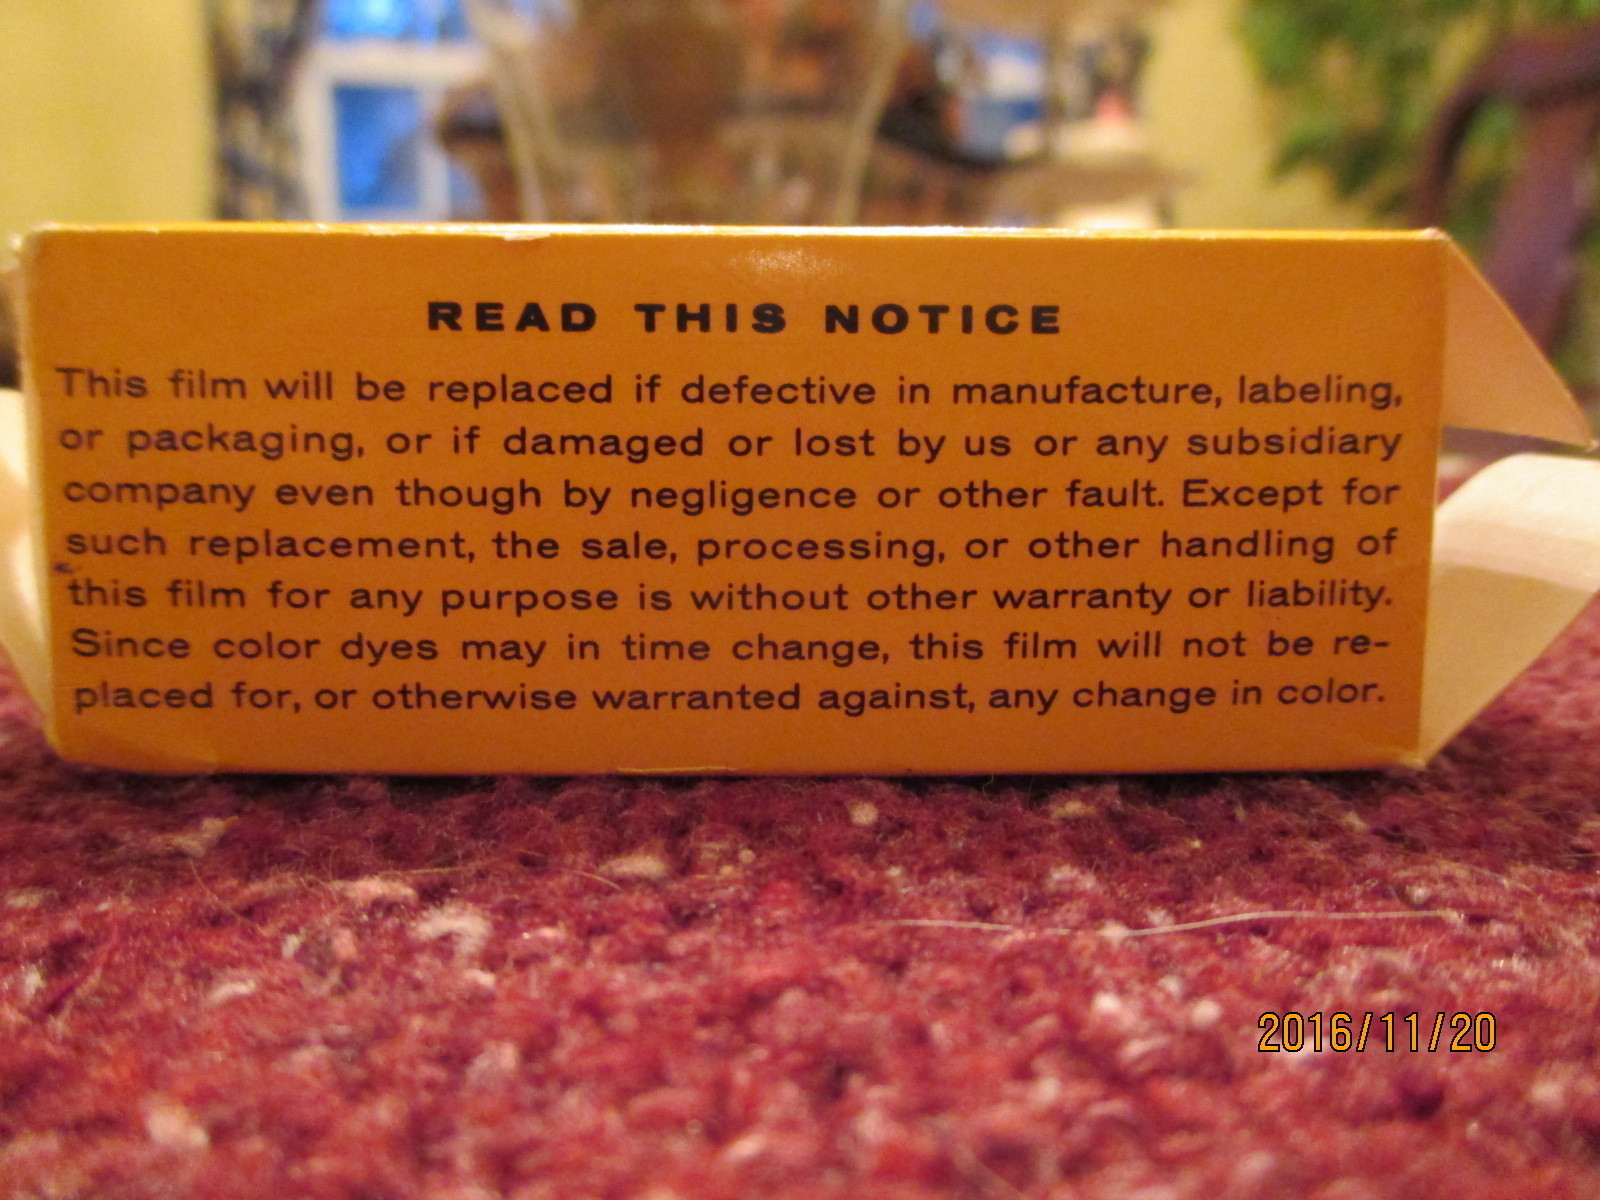 READ THIS NOTICE
This film will be replaced if defective in manufacture, labeling,
or packaging, or if damaged or lost by us or any subsidiary
company even though by negligence or other fault. Except for
such replacement, the sale, processing, or other handling of
this film for any purpose is without other warranty or liability.
Since color dyes may in time change, this film will not be re-
placed for, or otherwise warranted against, any change in color.
2016/11/20